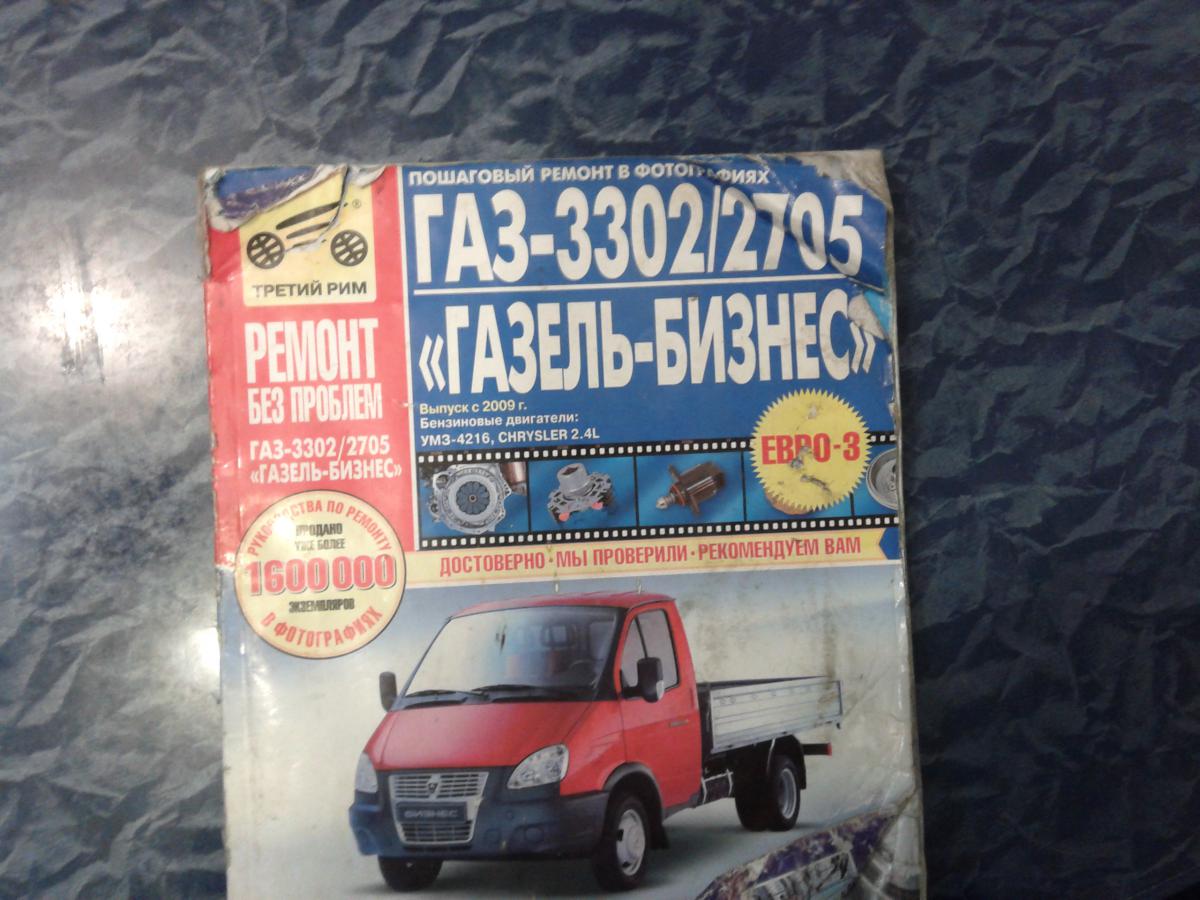 ПОШАГОВЫЙ РЕМОНТ В ФОТОГРАФИЯХ
ГАЗ-3302/2705
«ГАЗЕЛЬ-БИЗНЕС»
Выпуск с 2009 г.
Бензиновые двигатели:
УМЗ-4216, CHRYSLER 2.4L
ЕВРО-3
®
ТРЕТИЙ РИМ
РЕМОНТ
БЕЗ ПРОБЛЕМ
ГАЗ-3302/2705
«ГАЗЕЛЬ-БИЗНЕС»
РУКОВОДСТВА ПО РЕМОНТУ
ПРОДАНО
УЖЕ БОЛЕЕ
1600000
ЭКЗЕМПЛЯРОВ
В ФОТОГРАФИЯХ
ДОСТОВЕРНО · МЫ ПРОВЕРИЛИ · РЕКОМЕНДУЕМ ВАМ
БИЗНЕС